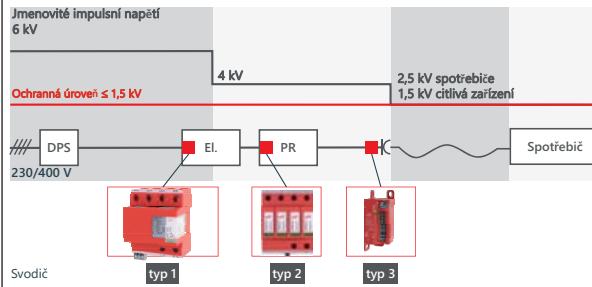 Jmenovité impulsní napětí
6 kV
4 kV
2,5 kV spotřebiče
1,5 kV citlivá zařízení
Ochranná úroveň ≤ 1,5 kV
DPS
El.
PR
Spotřebič
230/400 V
Svodič
typ 1
typ 2
typ 3